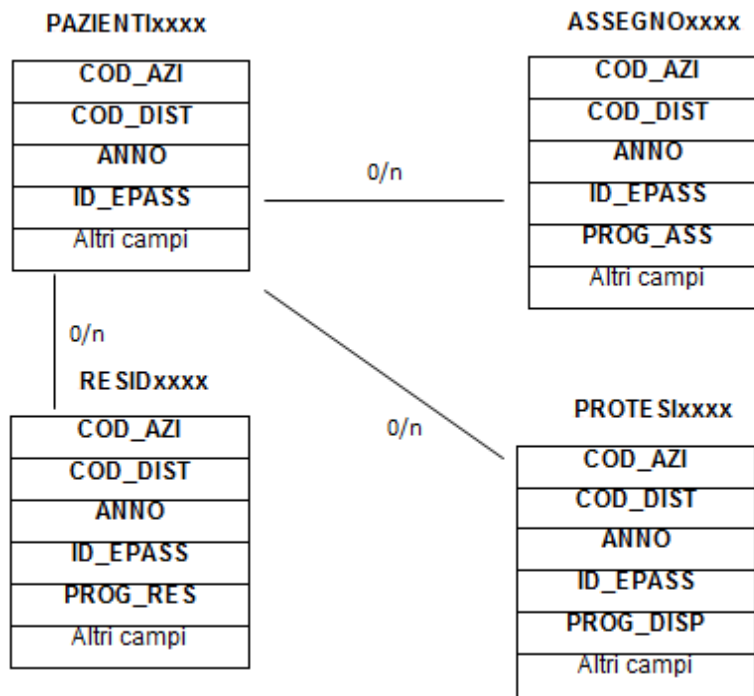 PAZIENTIxxxx
COD_AZI
COD_DIST
ANNO
ID_EPASS
Altri campi
0/n
ASSEGNOxxxx
COD_AZI
COD_DIST
ANNO
ID_EPASS
PROG_ASS
Altri campi
0/n
RESIDxxxx
COD_AZI
COD_DIST
ANNO
ID_EPASS
PROG_RES
Altri campi
0/n
PROTESIxxxx
COD_AZI
COD_DIST
ANNO
ID_EPASS
PROG_DISP
Altri campi